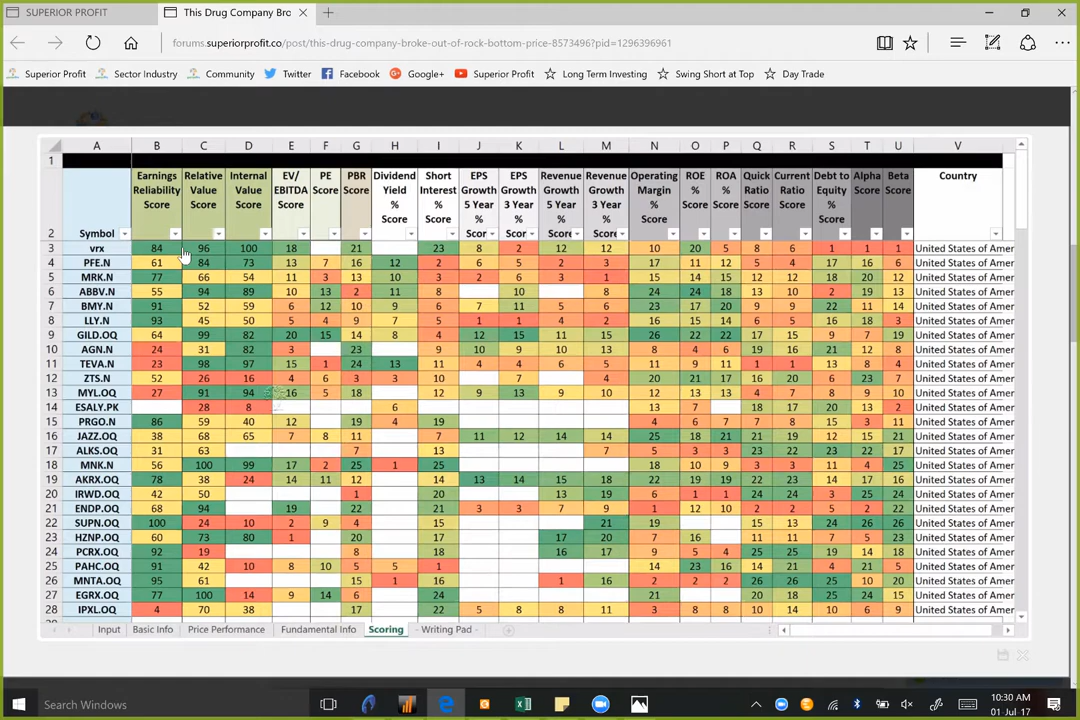 SUPERIOR PROFIT
This Drug Company Bro
forums.superiorprofit.co/post/this-drug-company-broke-out-of-rock-bottom-price-8573496?pid=1296396961
Superior Profit Sector Industry Community Twitter Facebook Google+ Superior Profit Long Term Investing Swing Short at Top Day Trade
A B C D E F G H I J K L M N O P Q R S T U V
1
2 Symbol Earnings Reliability Score Relative Value Score Internal Value Score EV/ EBITDA Score PE Score PBR Score Dividend Yield % Score Short Interest Score EPS Growth 5 Year % Scor EPS Growth 3 Year % Scor Revenue Growth 5 Year % Score Revenue Growth 3 Year % Score Operating Margin % Score ROE Score ROA Score Quick Ratio Score Current Ratio Score Debt to Equity % Score Alpha Score Beta Score Country
3 vrx 84 96 100 18 21 23 8 2 12 12 10 20 5 8 6 1 1 1 United States of Amer
4 PFE.N 61 84 73 13 7 16 12 2 6 5 2 6 17 11 12 5 4 17 16 7 United States of Amer
5 MRK.N 77 66 54 11 3 13 10 3 2 6 3 1 15 14 14 12 8 18 20 12 United States of Amer
6 ABBV.N 55 94 89 10 13 2 11 8 10 8 24 24 18 13 10 2 19 13 United States of Amer
7 BMY.N 91 52 59 6 12 10 9 6 7 11 5 6 23 17 20 9 9 22 11 14 United States of Amer
8 LLY.N 93 45 50 5 4 9 7 5 1 1 4 2 16 15 14 6 5 16 18 3 United States of Amer
9 GILD.OQ 64 99 82 20 15 14 8 4 12 15 11 15 26 22 22 17 15 9 7 19 United States of Amer
10 AGN.N 24 31 82 3 23 9 10 9 10 13 8 4 6 19 16 21 12 8 United States of Amer
11 TEVA.N 23 97 97 15 1 24 13 11 4 4 6 5 11 9 11 1 1 13 8 4 United States of Amer
12 ZTS.N 52 26 16 4 6 3 3 10 4 20 21 17 16 20 4 6 23 7 United States of Amer
13 MYL.OQ 27 91 94 16 5 18 12 9 13 9 10 12 13 13 4 7 8 9 10 United States of Amer
14 ESALY.PK 28 8 6 13 7 18 17 20 13 2 United States of Amer
15 PRGO.N 86 59 40 12 19 4 19 4 6 7 7 8 15 3 11 United States of Amer
16 JAZZ.OQ 38 68 65 7 8 11 7 11 12 14 14 25 18 21 21 19 12 15 21 United States of Amer
17 ALKS.OQ 31 63 7 13 7 5 3 3 22 23 23 22 17 United States of Amer
18 MNK.N 56 100 99 17 2 25 1 25 18 10 9 3 3 11 4 25 United States of Amer
19 AKRX.OQ 78 38 24 14 11 12 21 13 14 15 18 22 19 19 23 22 14 17 16 United States of Amer
20 IRWD.OQ 42 50 1 20 13 19 6 1 1 24 24 3 25 24 United States of Amer
21 ENDP.OQ 68 94 19 22 21 3 3 7 9 1 12 10 2 2 5 2 22 United States of Amer
22 SUPN.OQ 100 24 10 2 9 4 15 21 19 15 13 24 26 26 United States of Amer
23 HZNP.OQ 60 73 80 1 20 17 17 20 7 16 11 11 7 5 23 United States of Amer
24 PCRX.OQ 92 19 8 18 16 17 9 5 4 25 25 19 14 18 United States of Amer
25 PAHC.OQ 91 42 10 8 10 5 5 16 14 23 16 14 21 4 21 5 United States of Amer
26 MNTA.OQ 95 61 15 1 16 1 16 2 2 2 26 26 25 10 20 United States of Amer
27 EGRX.OQ 77 100 14 9 14 6 24 21 20 18 27 24 9 15 United States of Amer
28 IPXL.OQ 4 70 38 17 22 5 8 8 11 3 8 8 10 14 10 6 9 United States of Amer
Input Basic Info Price Performance Fundamental Info Scoring - Writing Pad -
Search Windows
10:30 AM
01-Jul-17